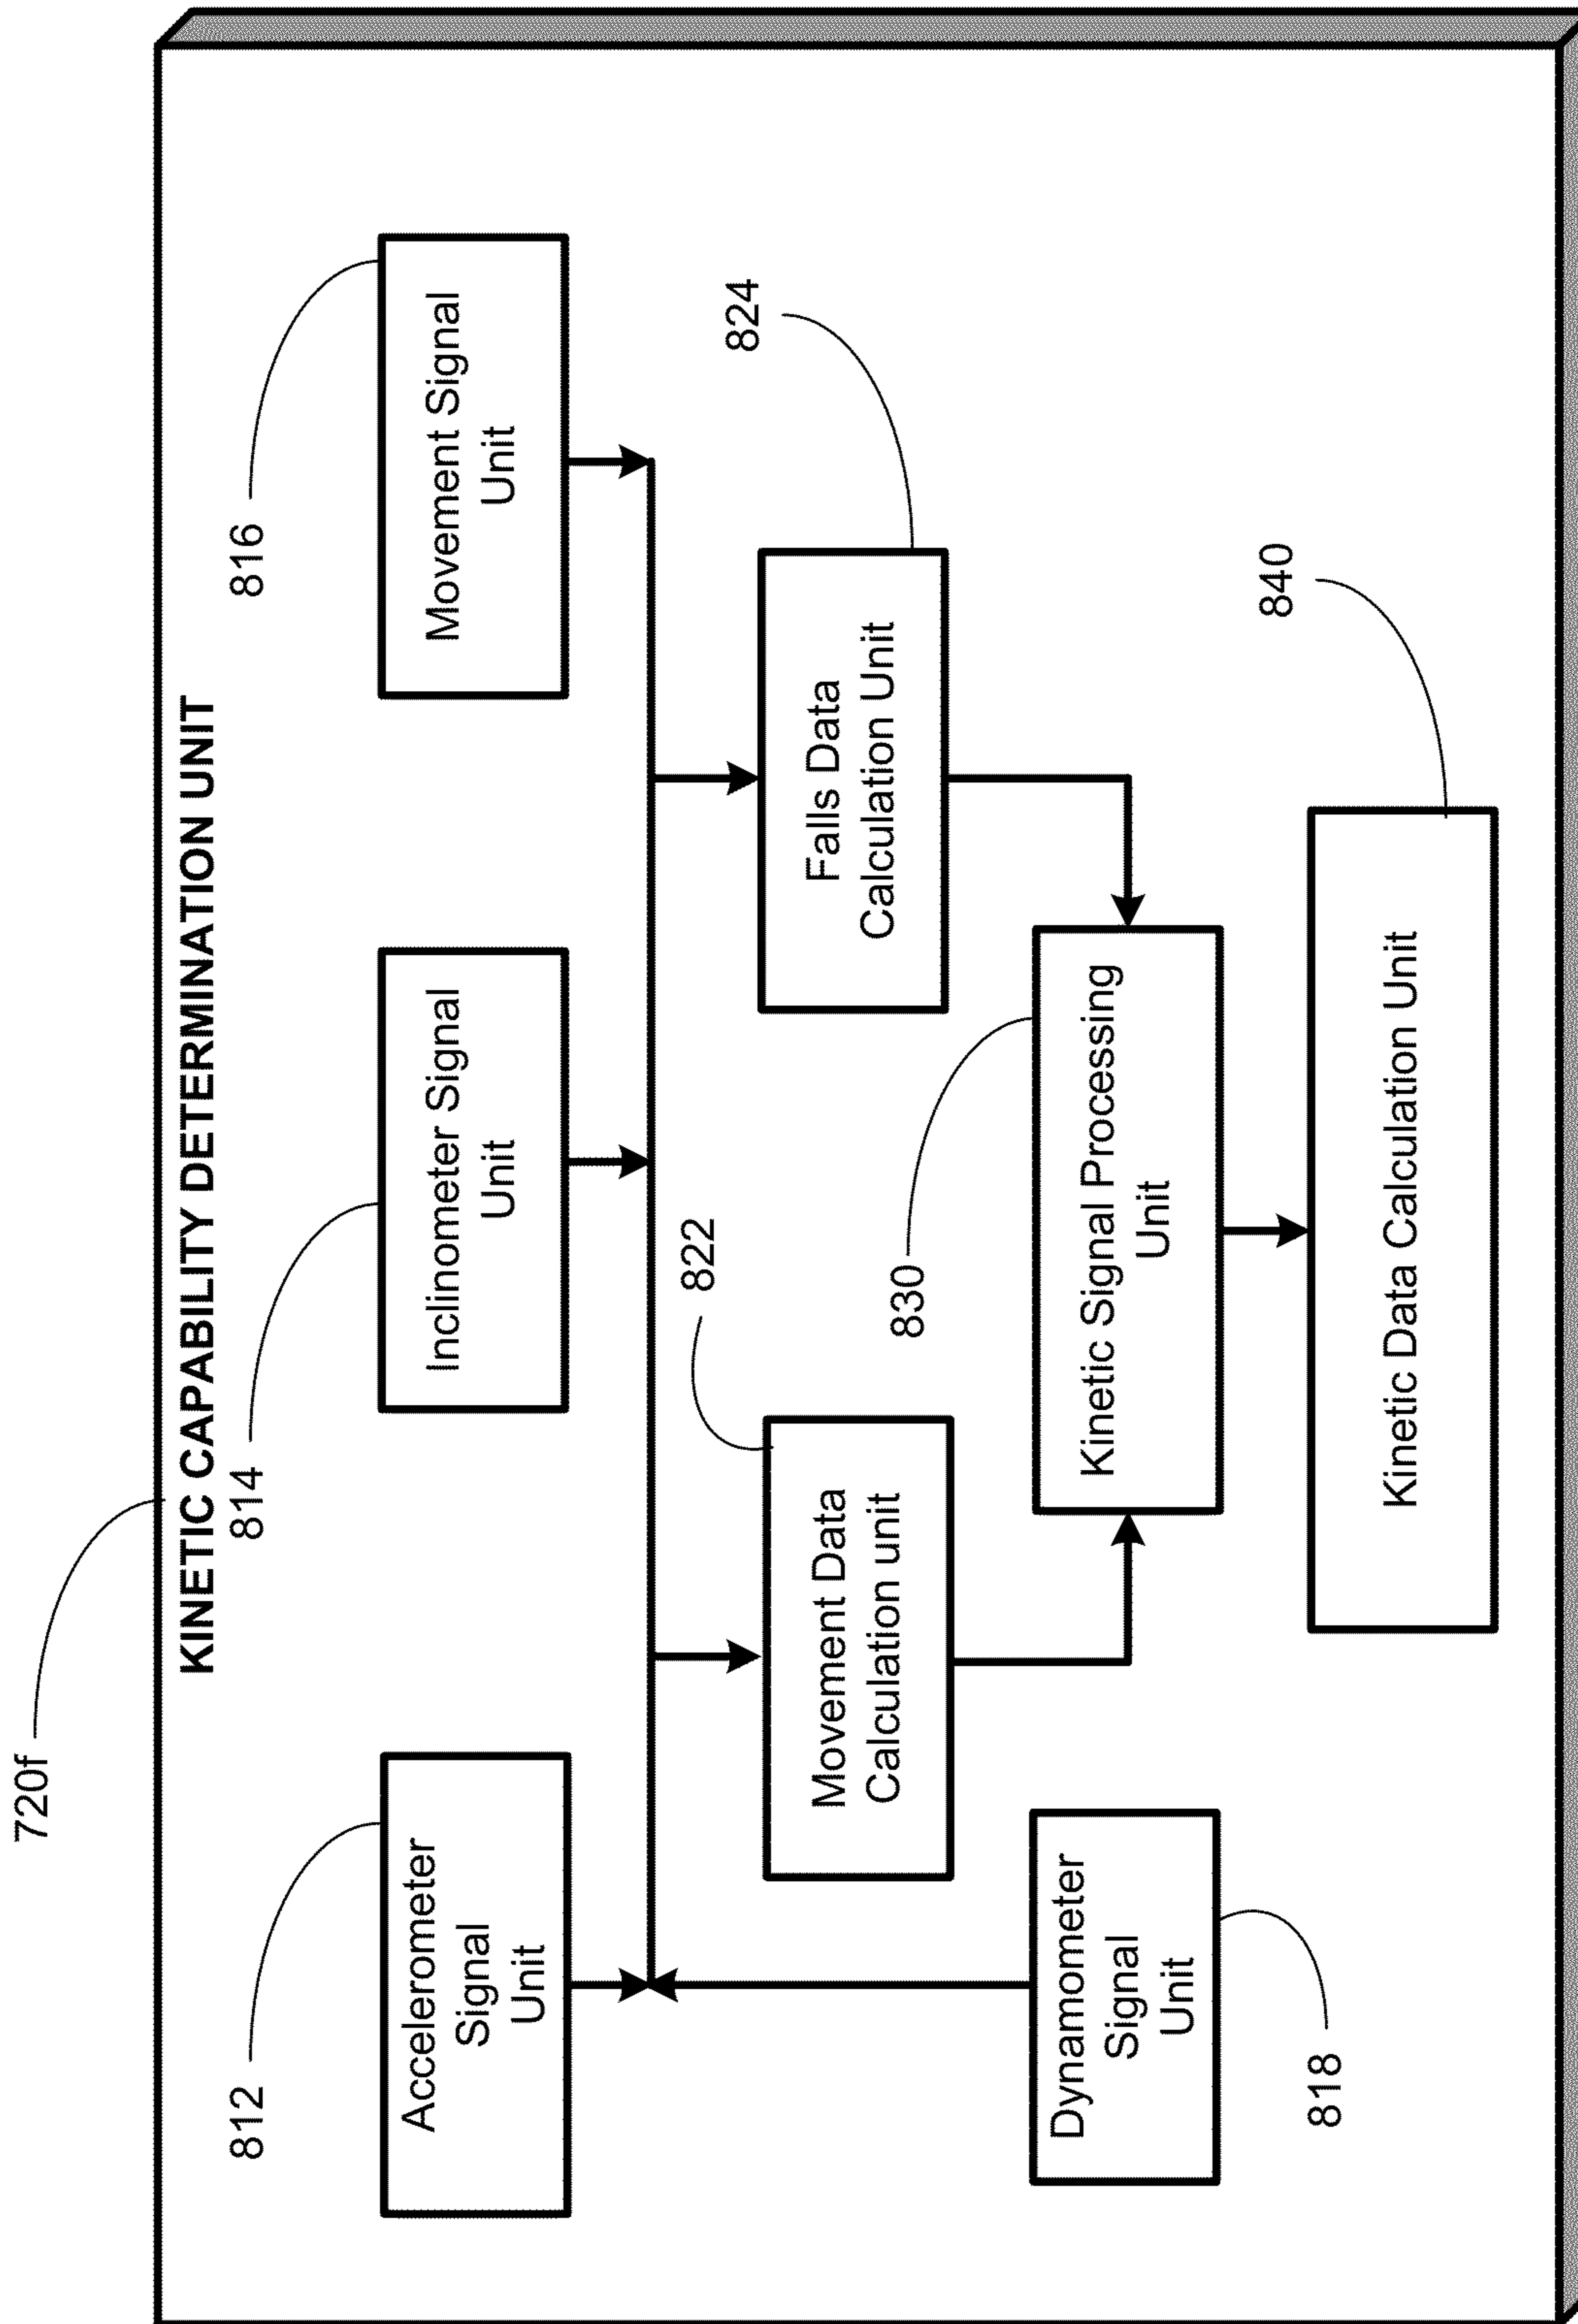 720f
KINETIC CAPABILITY DETERMINATION UNIT
812
814
816
Accelerometer
Signal
Unit
Inclinometer Signal
Unit
Movement Signal
Unit
822
824
Movement Data
Calculation unit
Falls Data
Calculation Unit
830
Dynamometer
Signal
Unit
Kinetic Signal Processing
Unit
818
840
Kinetic Data Calculation Unit